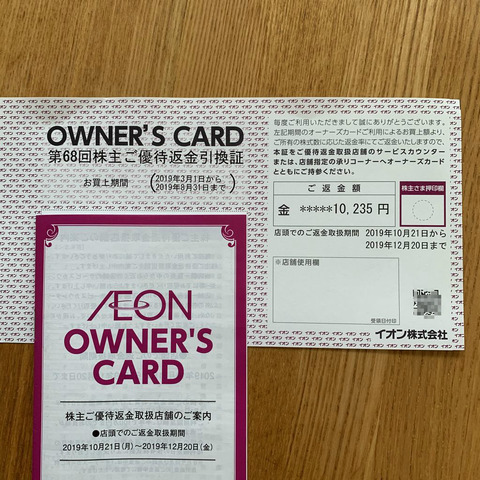 OWNER'S CARD
第68回株主ご優待返金引換証
お買上期間
(2019年3月1日から
2019年8月31日まで)
毎度ご利用いただきまして誠にありがとうございます。
左記期間のオーナーズカードご利用によるお買上額より、
ご所有の株式数に応じた返金率にてご返金いたしますので、
本証をご優待返金取扱店舗のサービスカウンター
または、店舗指定の承りコーナーへオーナーズカード
とともにご持参ください。
ご返金額
株主さま押印欄
金 *****10,235 円
店頭でのご返金取扱期間 2019年10月21日から
2019年12月20日まで
※店舗使用欄
受領日付印
イオン株式会社
ÆON
OWNER'S
CARD
株主ご優待返金取扱店舗のご案内
●店頭でのご返金取扱期間
2019年10月21日(月)~2019年12月20日(金)